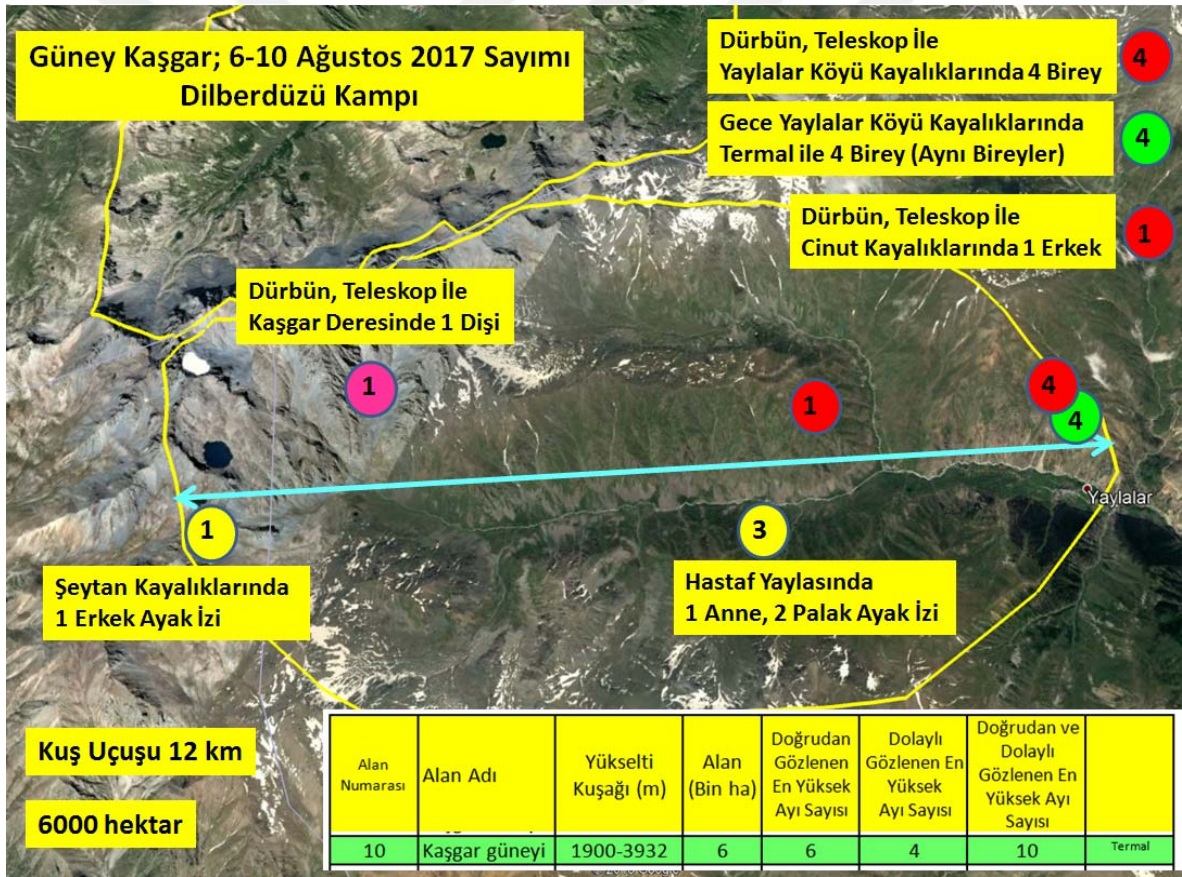 Güney Kaşgar; 6-10 Ağustos 2017 Sayımı
Dilberdüzü Kampı
Dürbün, Teleskop İle
Yaylalar Köyü Kayalıklarında 4 Birey
4
Gece Yaylalar Köyü Kayalıklarında
Termal ile 4 Birey (Aynı Bireyler)
4
Dürbün, Teleskop İle
Cinut Kayalıklarında 1 Erkek
1
Dürbün, Teleskop İle
Kaşgar Deresinde 1 Dişi
1
1
4
4
Yaylalar
1
3
Şeytan Kayalıklarında
1 Erkek Ayak İzi
Hastaf Yaylasında
1 Anne, 2 Palak Ayak İzi
Kuş Uçuşu 12 km
6000 hektar
Alan
Numarası
Alan Adı
Yükselti
Kuşağı (m)
Alan
(Bin ha)
Doğrudan
Gözlenen
En Yüksek
Ayı Sayısı
Dolaylı
Gözlenen En
Yüksek
Ayı Sayısı
Doğrudan ve
Dolaylı
Gözlenen En
Yüksek Ayı
Sayısı
10 Kaşgar güneyi 1900-3932 6 6 4 10 Termal